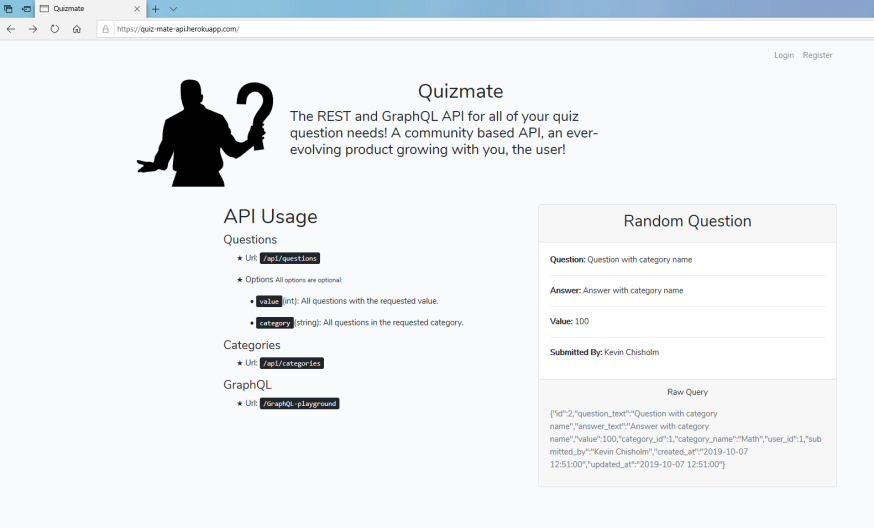 Quizmate
https://quiz-mate-api.herokuapp.com/
Login Register
Quizmate
The REST and GraphQL API for all of your quiz
question needs! A community based API, an ever-
evolving product growing with you, the user!
API Usage
Questions
★ Url: /api/questions
★ Options All options are optional:
• value (int): All questions with the requested value.
• category (string): All questions in the requested category.
Categories
★ Url: /api/categories
GraphQL
★ Url: /GraphQL-playground
Random Question
Question: Question with category name
Answer: Answer with category name
Value: 100
Submitted By: Kevin Chisholm
Raw Query
{"id":2,"question_text":"Question with category
name","answer_text":"Answer with category
name","value":100,"category_id":1,"category_name":"Math","user_id":1,"sub
mitted_by":"Kevin Chisholm","created_at":"2019-10-07
12:51:00","updated_at":"2019-10-07 12:51:00"}